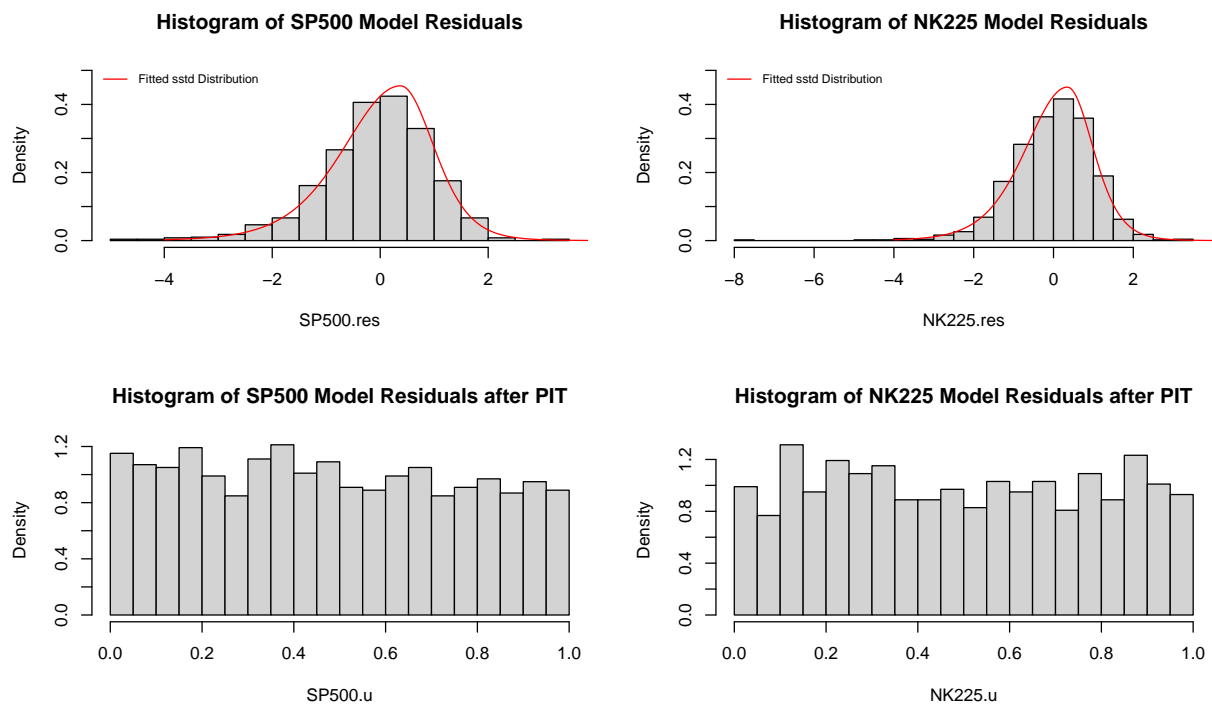 Histogram of SP500 Model Residuals
Fitted sstd Distribution
Density
0.0 0.2 0.4
−4 −2 0 2
SP500.res
Histogram of NK225 Model Residuals
Fitted sstd Distribution
Density
0.0 0.2 0.4
−8 −6 −4 −2 0 2
NK225.res
Histogram of SP500 Model Residuals after PIT
Density
0.0 0.4 0.8 1.2
0.0 0.2 0.4 0.6 0.8 1.0
SP500.u
Histogram of NK225 Model Residuals after PIT
Density
0.0 0.4 0.8 1.2
0.0 0.2 0.4 0.6 0.8 1.0
NK225.u